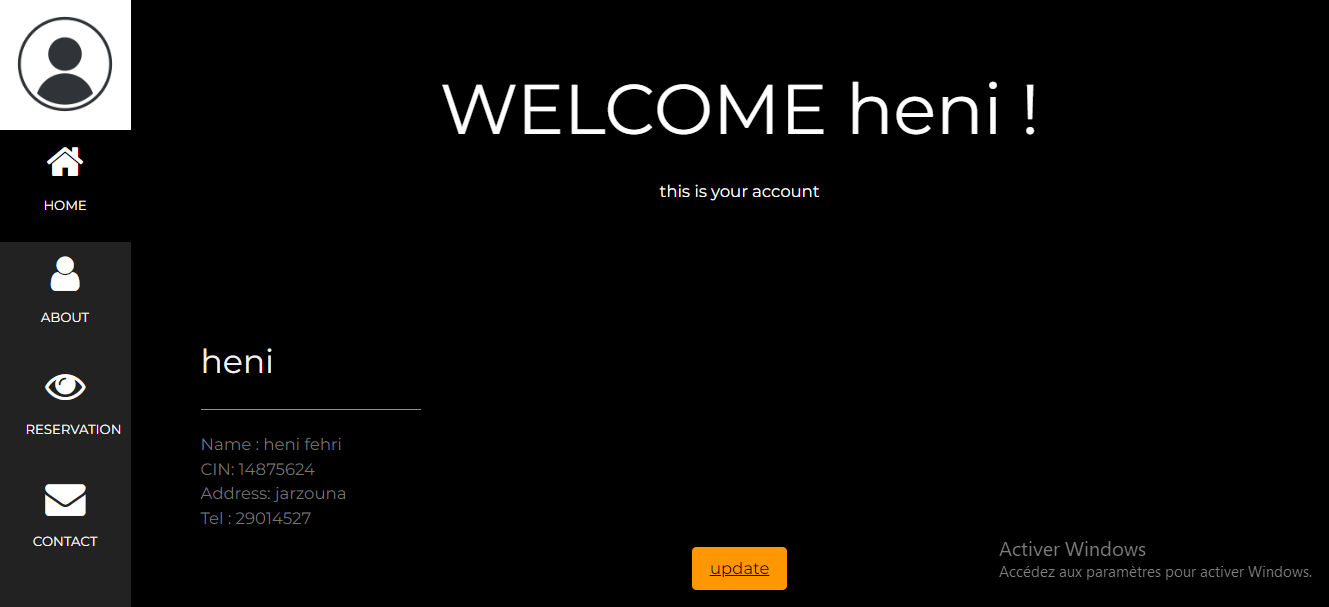 WELCOME heni !
this is your account
HOME
ABOUT
RESERVATION
CONTACT
heni
Name : heni fehri
CIN: 14875624
Address: jarzouna
Tel : 29014527
update
Activer Windows
Accédez aux paramètres pour activer Windows.